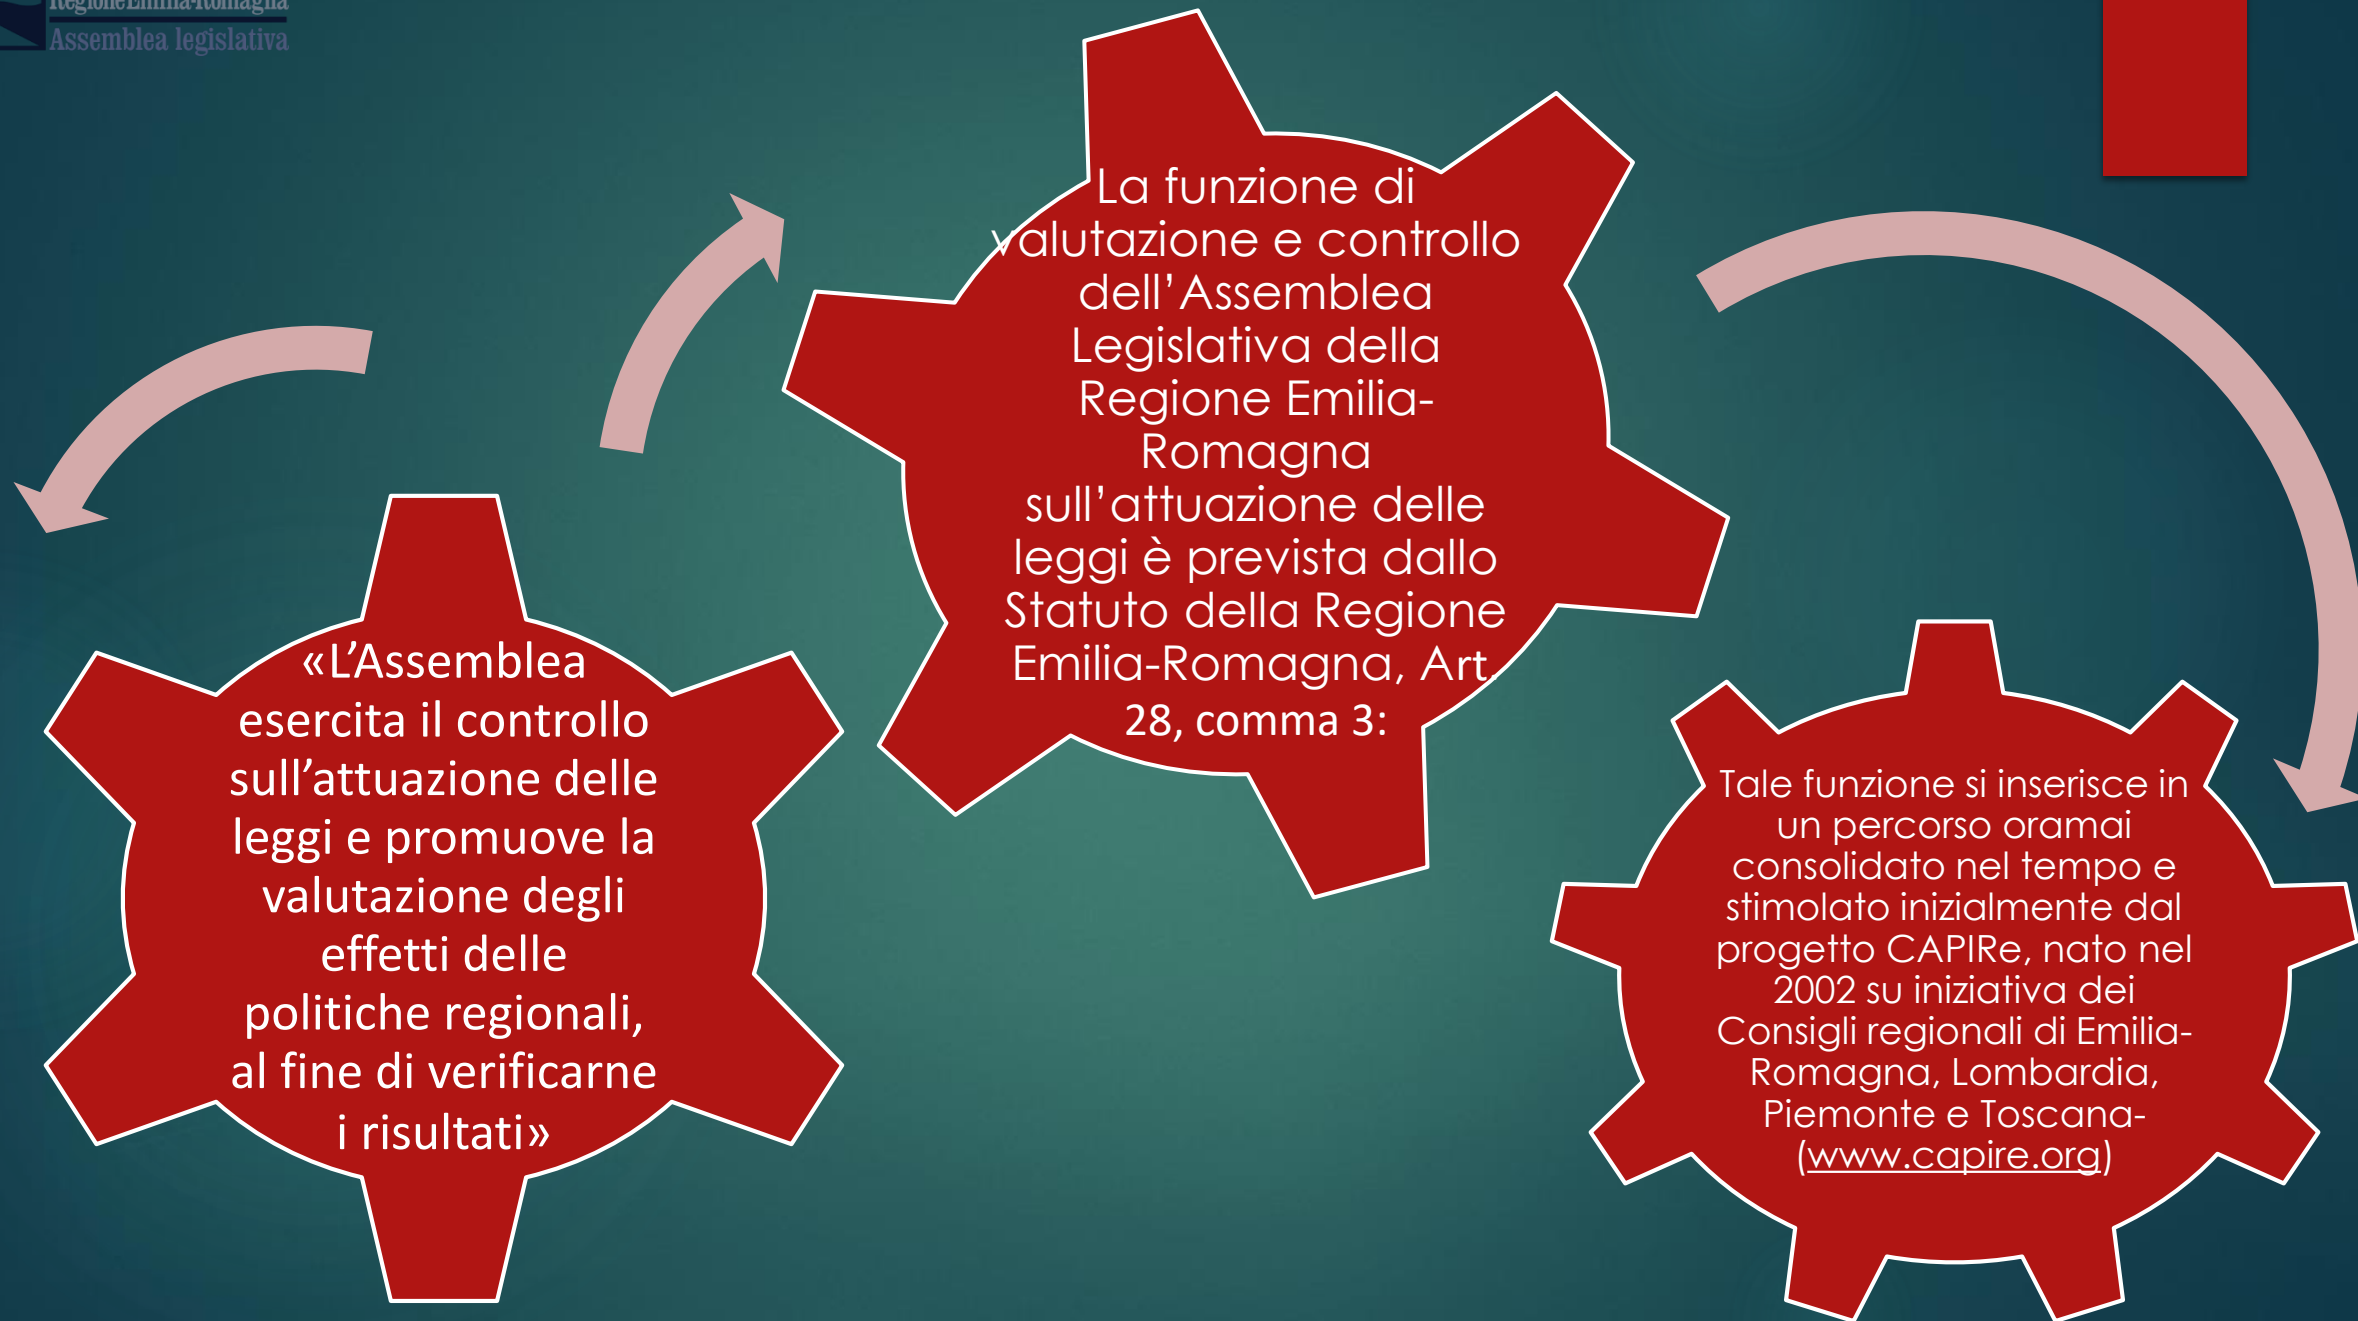 RegioneEmilia-Romagna
Assemblea legislativa
La funzione di
valutazione e controllo
dell’Assemblea
Legislativa della
Regione Emilia-
Romagna
sull’attuazione delle
leggi è prevista dallo
Statuto della Regione
Emilia-Romagna, Art.
28, comma 3:
«L’Assemblea
esercita il controllo
sull’attuazione delle
leggi e promuove la
valutazione degli
effetti delle
politiche regionali,
al fine di verificarne
i risultati»
Tale funzione si inserisce in
un percorso oramai
consolidato nel tempo e
stimolato inizialmente dal
progetto CAPIRe, nato nel
2002 su iniziativa dei
Consigli regionali di Emilia-
Romagna, Lombardia,
Piemonte e Toscana-
(www.capire.org)